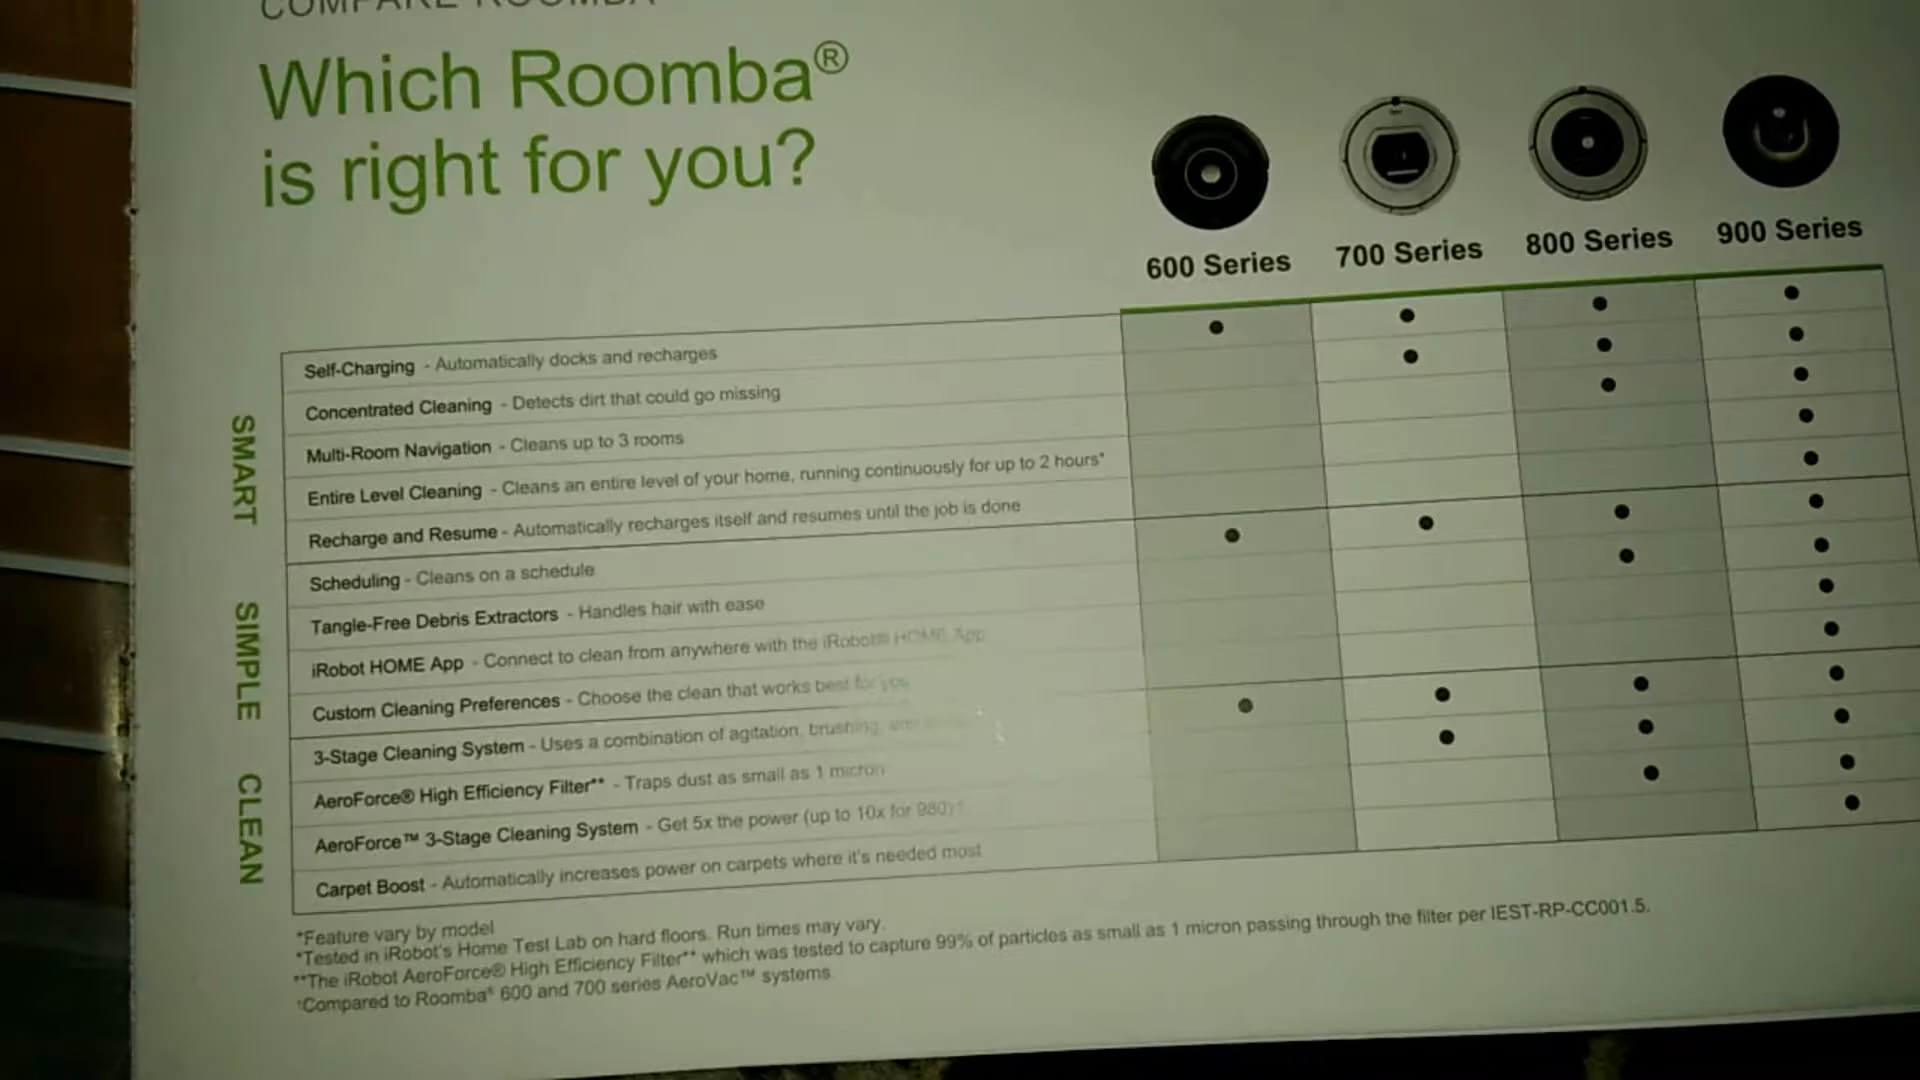 COMPARE ROOMBA
Which Roomba®
is right for you?
600 Series
700 Series
800 Series
900 Series
SMART
Self-Charging - Automatically docks and recharges
Concentrated Cleaning - Detects dirt that could go missing
Multi-Room Navigation - Cleans up to 3 rooms
Entire Level Cleaning - Cleans an entire level of your home, running continuously for up to 2 hours*
Recharge and Resume - Automatically recharges itself and resumes until the job is done
SIMPLE
Scheduling - Cleans on a schedule
Tangle-Free Debris Extractors - Handles hair with ease
iRobot HOME App - Connect to clean from anywhere with the iRobot® HOME App
Custom Cleaning Preferences - Choose the clean that works best for you
CLEAN
3-Stage Cleaning System - Uses a combination of agitation, brushing, and
AeroForce® High Efficiency Filter** - Traps dust as small as 1 micron
AeroForce™ 3-Stage Cleaning System - Get 5x the power (up to 10x for 980)†
Carpet Boost - Automatically increases power on carpets where it's needed most
*Feature vary by model
*Tested in iRobot's Home Test Lab on hard floors. Run times may vary.
**The iRobot AeroForce® High Efficiency Filter** which was tested to capture 99% of particles as small as 1 micron passing through the filter per IEST-RP-CC001.5.
†Compared to Roomba® 600 and 700 series AeroVac™ systems